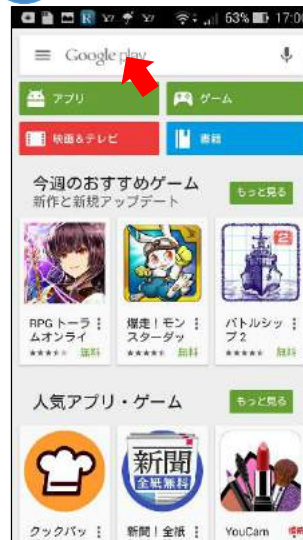 63% 17:0
Google play
アプリ
ゲーム
映画&テレビ
書籍
今週のおすすめゲーム
新作と新規アップデート
もっと見る
RPG トーラ
ムオンライ
無料
爆走!モン
スターダッ
無料
バトルシッ
プ2
無料
人気アプリ・ゲーム
もっと見る
新聞
全紙無料
クックパッ
新聞!全紙
YouCam